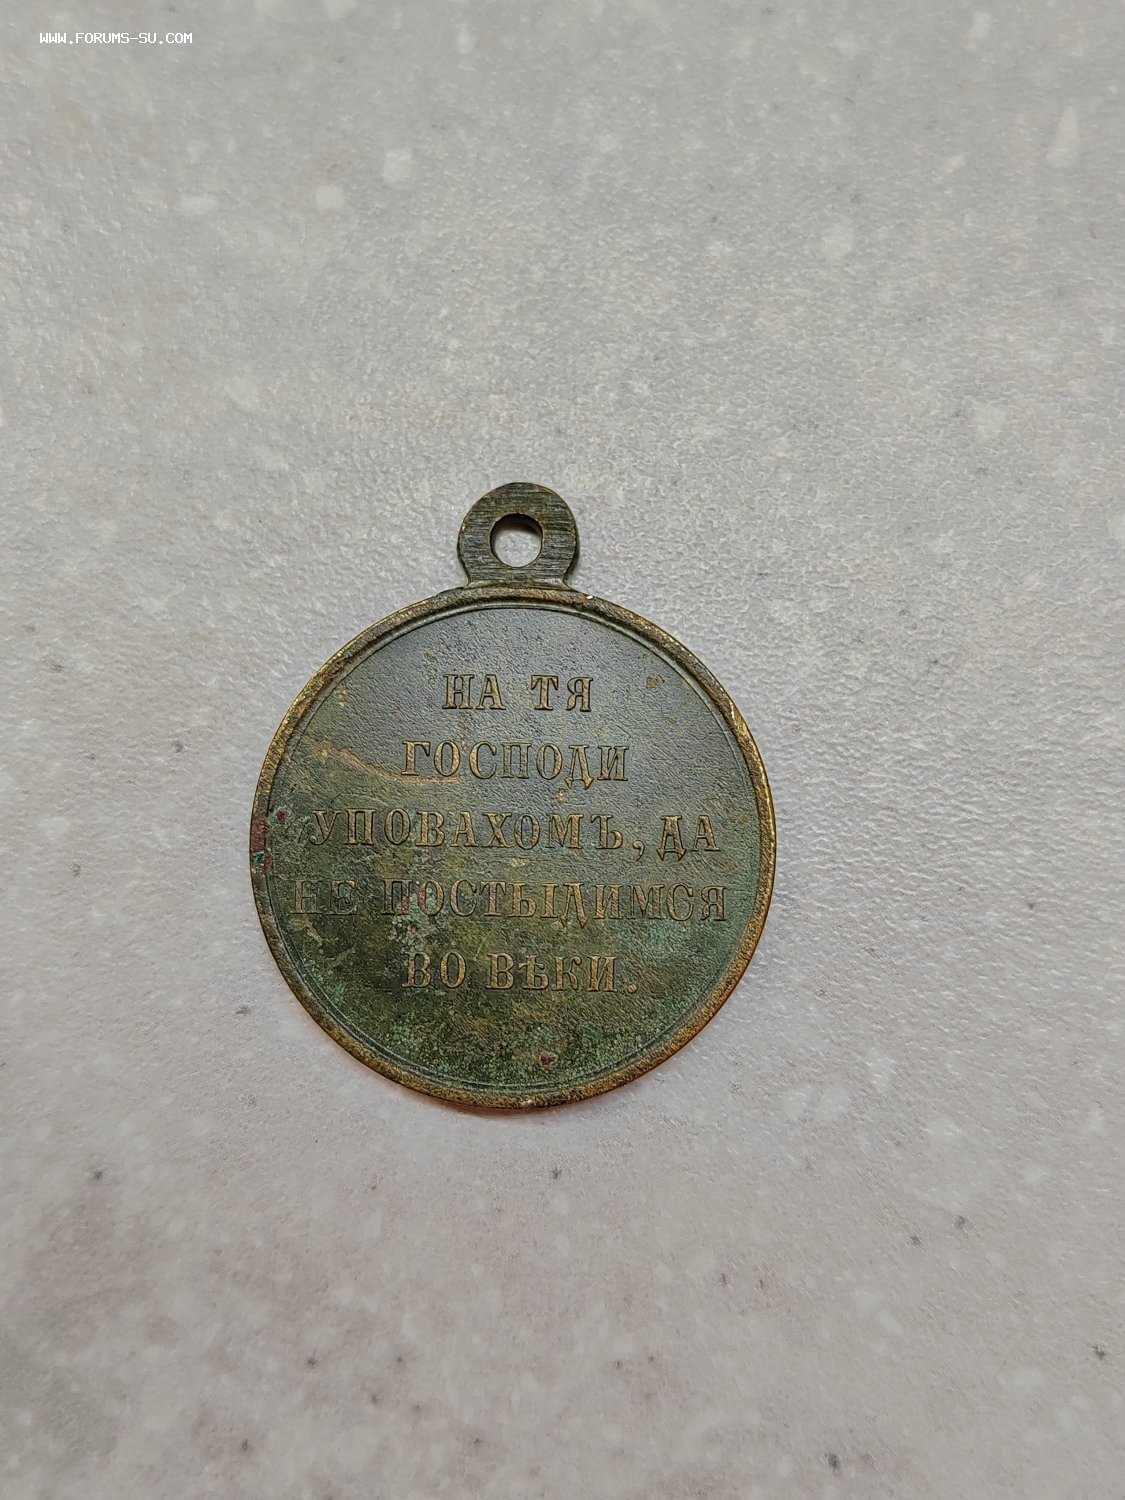 WWW.FORUMS-SU.COM
НА ТЯ
ГОСПОДИ
УПОВАХОМЪ, ДА
НЕ ПОСТЫДИМСЯ
ВО ВѢКИ.